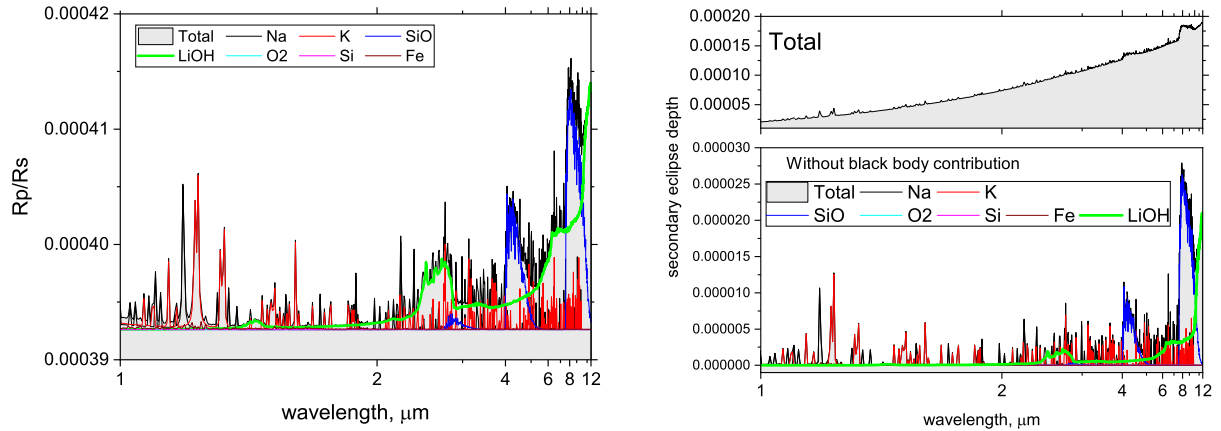 0.00042
0.00041
0.00040
0.00039
Rp/Rs
Total Na K SiO
LiOH O2 Si Fe
1 2 4 6 8 12
wavelength, μm
0.00020
0.00015
0.00010
0.00005
Total
secondary eclipse depth
0.000030
0.000025
0.000020
0.000015
0.000010
0.000005
0.000000
Without black body contribution
Total Na K
SiO O2 Si Fe LiOH
1 2 4 6 8 12
wavelength, μm